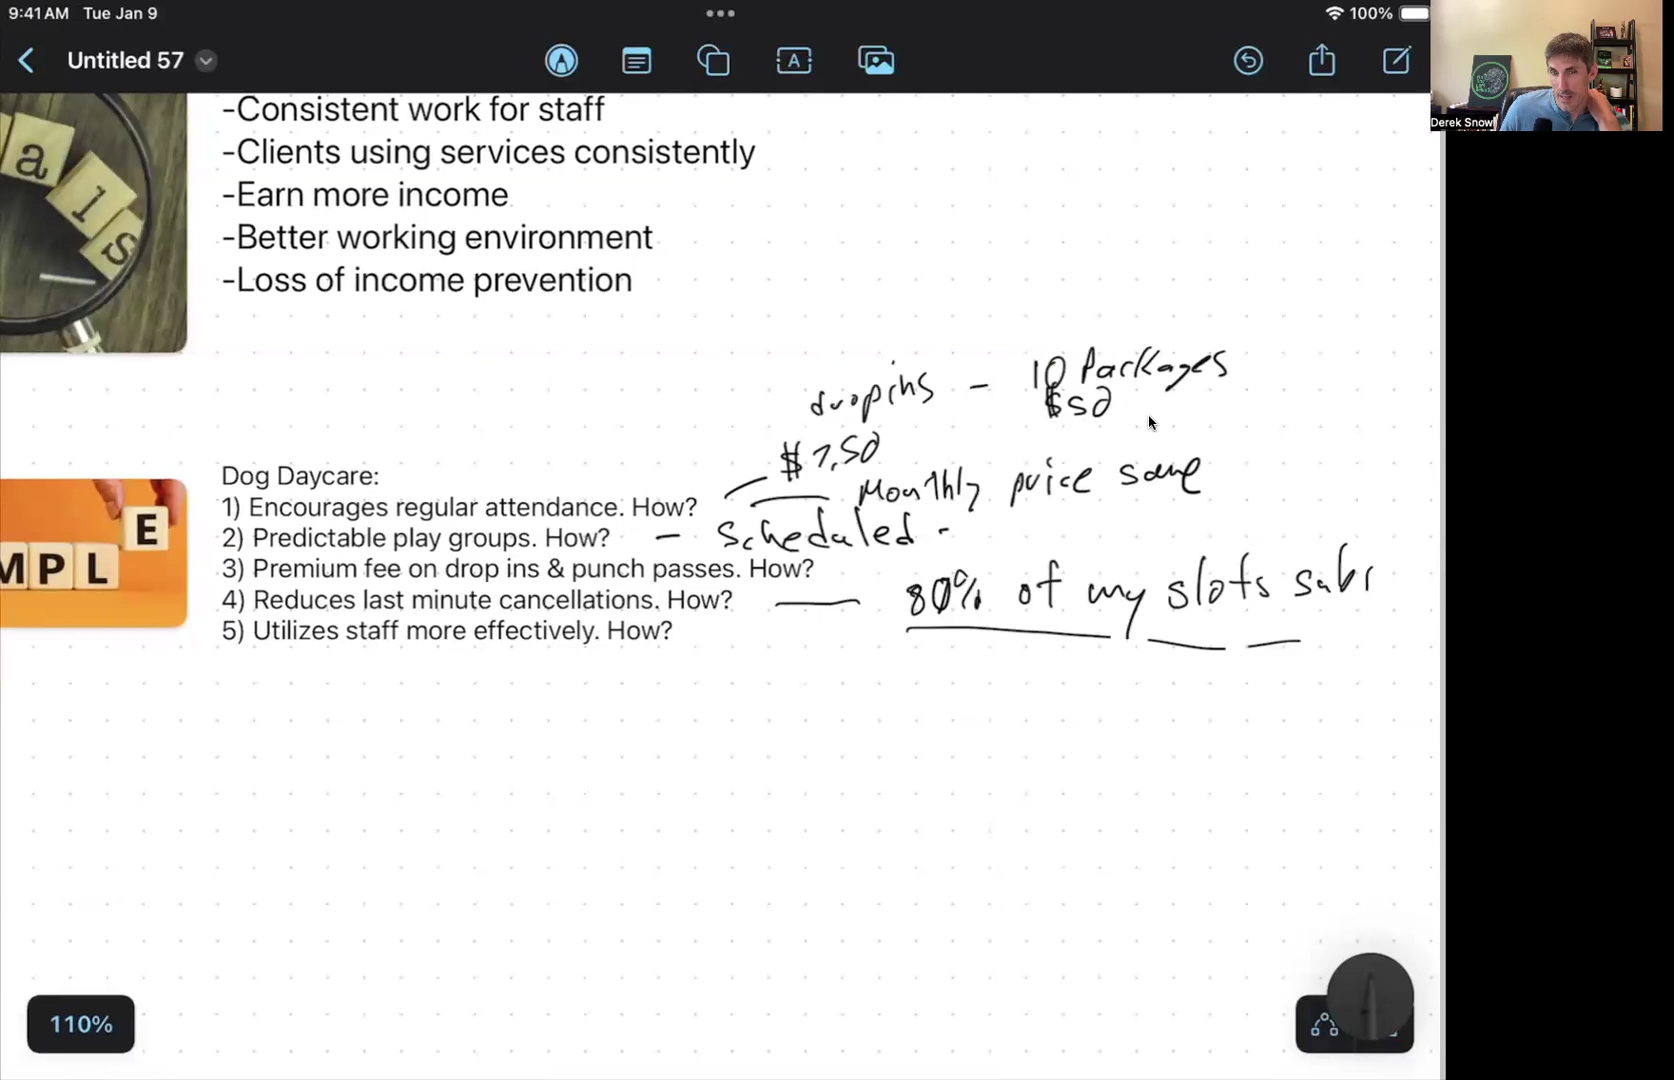 9:41 AM Tue Jan 9
100%
Untitled 57
A
Derek Snow
a
l
s
-Consistent work for staff
-Clients using services consistently
-Earn more income
-Better working environment
-Loss of income prevention
dropins - 10 Packages
$50
$7,50
Dog Daycare:
1) Encourages regular attendance. How? Monthly price same
2) Predictable play groups. How? - scheduled -
3) Premium fee on drop ins & punch passes. How?
4) Reduces last minute cancellations. How? 80% of my slots subs
5) Utilizes staff more effectively. How?
E
MPL
110%